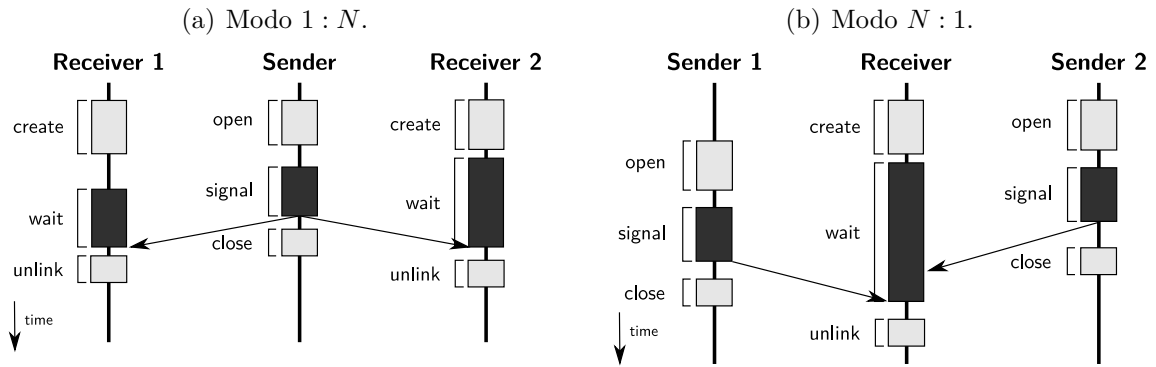 (a) Modo 1 : N.
Receiver 1
Sender
Receiver 2
create
open
create
signal
wait
wait
close
unlink
unlink
time
(b) Modo N : 1.
Sender 1
Receiver
Sender 2
create
open
open
signal
signal
wait
close
close
unlink
time